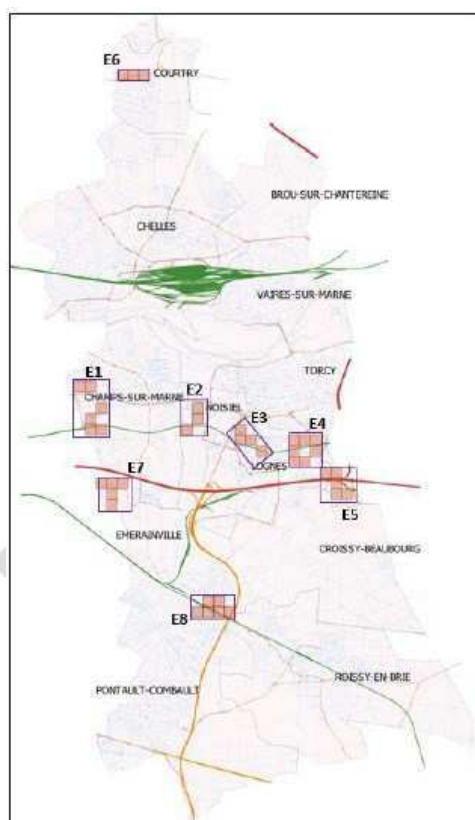 E6
COURTRY
BROU-SUR-CHANTEREINE
CHELLES
VAIRES-SUR-MARNE
TORCY
E1
CHAMPS-SUR-MARNE
E2
NOISIEL
E3
E4
LOGNES
E7
E5
EMERAINVILLE
CROISSY-BEAUBOURG
E8
ROISSY-EN-BRIE
PONTAULT-COMBAULT